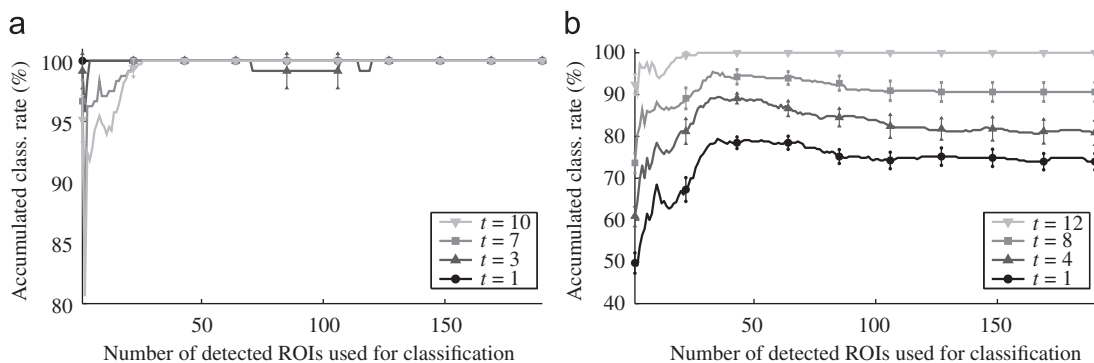 a
Accumulated class. rate (%)
100
95
90
85
80
50
100
150
Number of detected ROIs used for classification
t = 10
t = 7
t = 3
t = 1
b
Accumulated class. rate (%)
100
90
80
70
60
50
40
50
100
150
Number of detected ROIs used for classification
t = 12
t = 8
t = 4
t = 1